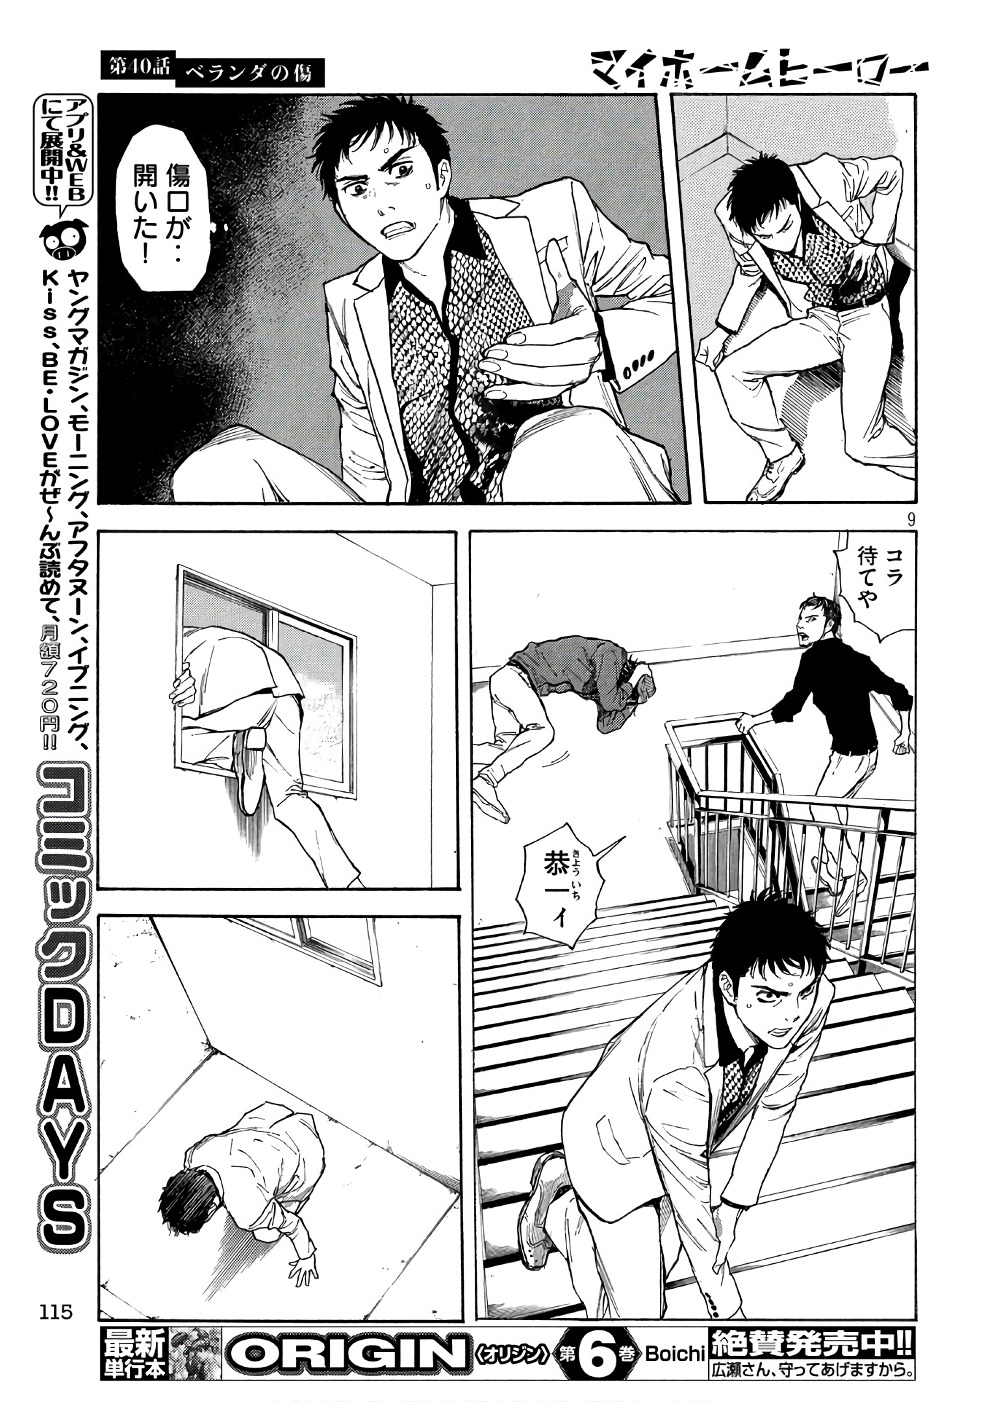 第40話
ベランダの傷
マイホームヒーロー
傷口が‥
開いた！
9
コラ
待てや
恭一ィ
きよういち
アプリ&WEB
にて展開中!!
ヤングマガジン、モーニング、アフタヌーン、イブニング、
Kiss、BE・LOVEがぜ〜んぶ読めて、月額720円!!
コミックDAYS
115
最新
単行本
ORIGIN
〈オリジン〉
第6巻
Boichi
絶賛発売中!!
広瀬さん、守ってあげますから。